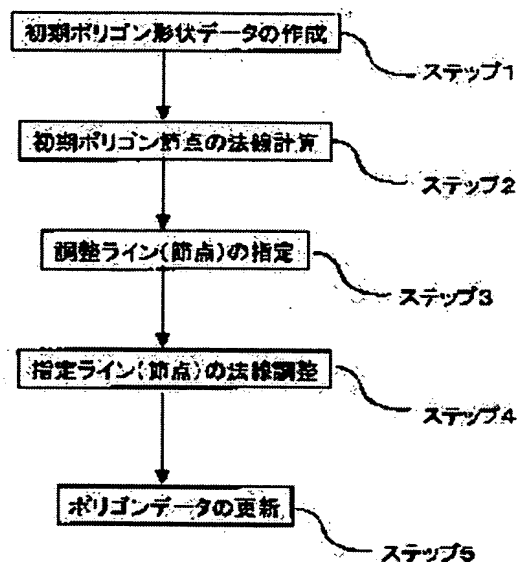 初期ポリゴン形状データの作成
ステップ1
初期ポリゴン節点の法線計算
ステップ2
調整ライン(節点)の指定
ステップ3
指定ライン(節点)の法線調整
ステップ4
ポリゴンデータの更新
ステップ5